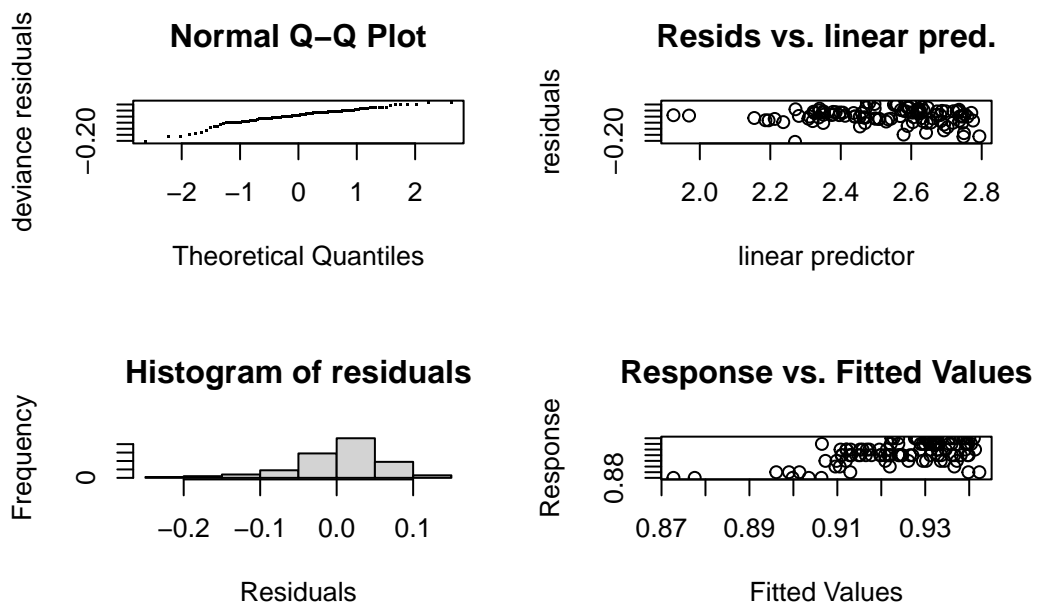 Normal Q−Q Plot
deviance residuals
−0.20
−2 −1 0 1 2
Theoretical Quantiles
Resids vs. linear pred.
residuals
−0.20
2.0 2.2 2.4 2.6 2.8
linear predictor
Histogram of residuals
Frequency
0
−0.2 −0.1 0.0 0.1
Residuals
Response vs. Fitted Values
Response
0.88
0.87 0.89 0.91 0.93
Fitted Values